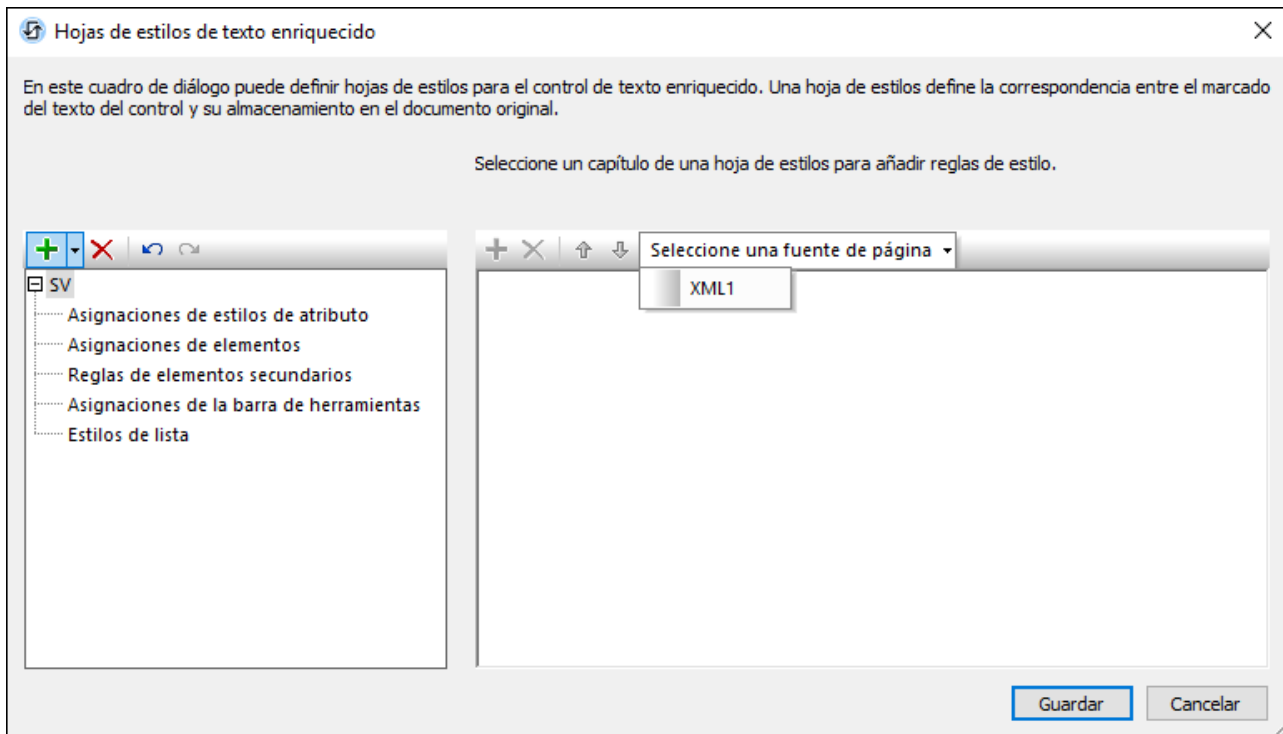 Hojas de estilos de texto enriquecido
En este cuadro de diálogo puede definir hojas de estilos para el control de texto enriquecido. Una hoja de estilos define la correspondencia entre el marcado
del texto del control y su almacenamiento en el documento original.
Seleccione un capítulo de una hoja de estilos para añadir reglas de estilo.
Seleccione una fuente de página
XML1
SV
Asignaciones de estilos de atributo
Asignaciones de elementos
Reglas de elementos secundarios
Asignaciones de la barra de herramientas
Estilos de lista
Guardar
Cancelar